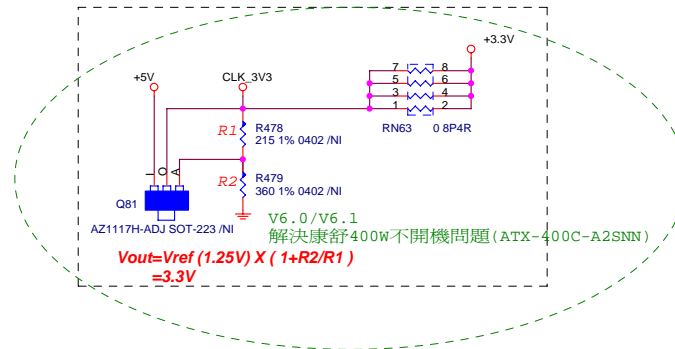 +3.3V
+5V
CLK_3V3
7 8
5 6
3 4
1 2
RN63 0 8P4R
R1
R478
215 1% 0402 /NI
I O A
R2
R479
360 1% 0402 /NI
Q81
AZ1117H-ADJ SOT-223 /NI
V6.0/V6.1
解決康舒400W不開機問題(ATX-400C-A2SNN)
Vout=Vref (1.25V) X ( 1+R2/R1 )
=3.3V